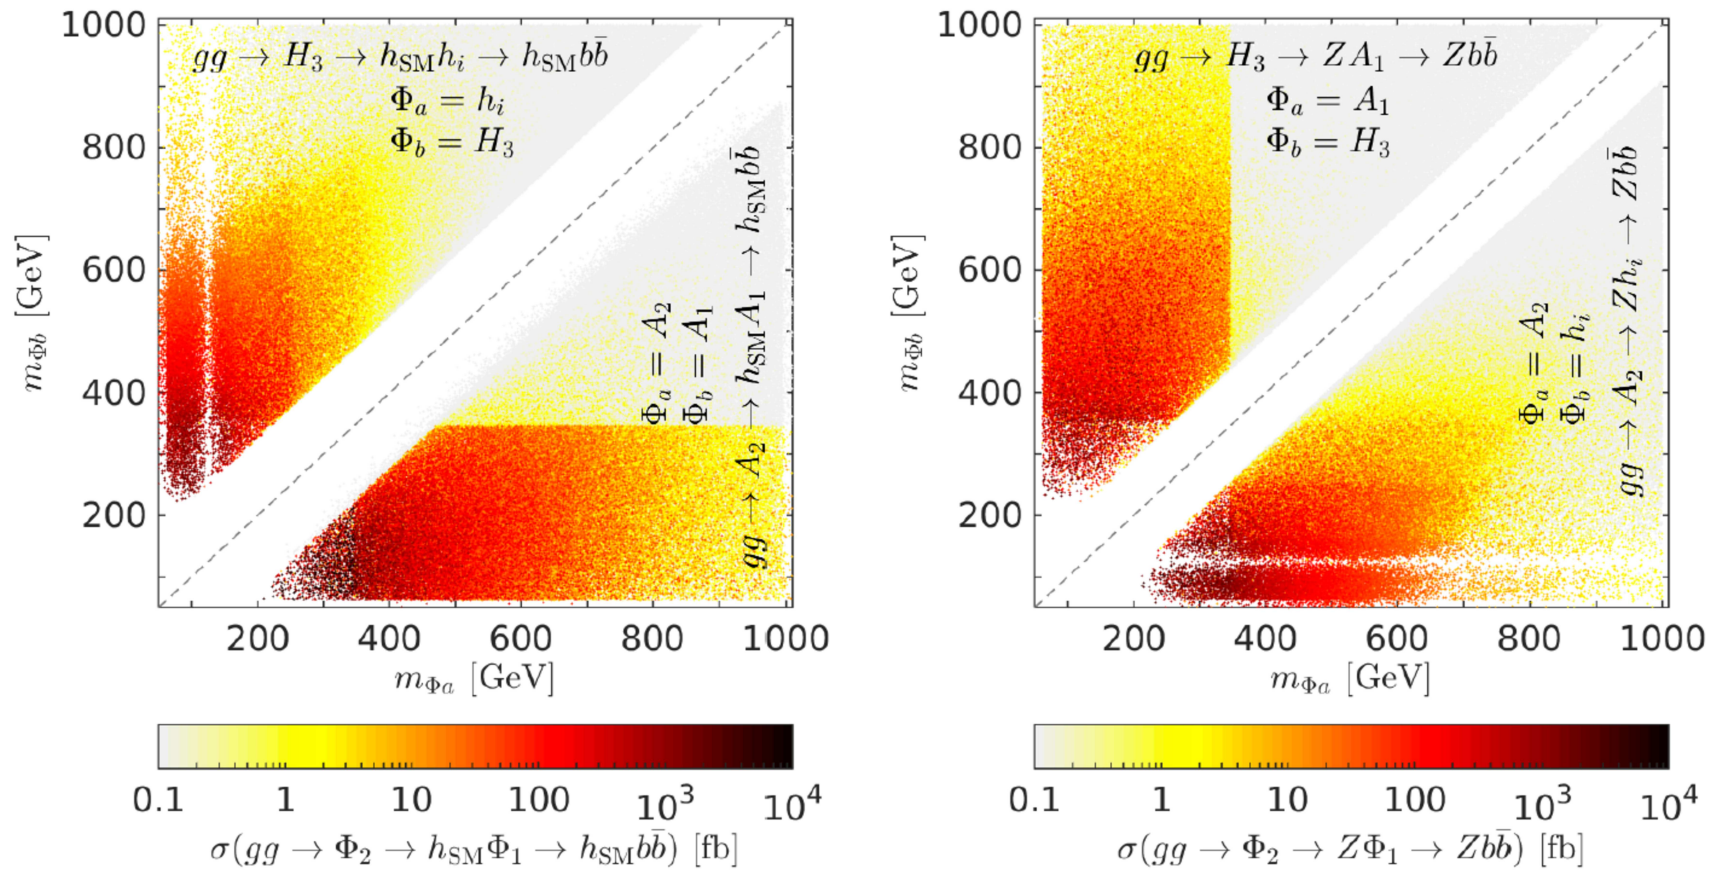 gg → H₃ → h_SM h_i → h_SM bb̄
Φ_a = h_i
Φ_b = H₃
Φ_a = A₂
Φ_b = A₁
gg → A₂ → h_SM A₁ → h_SM bb̄
1000
800
600
400
200
m_Φb [GeV]
200 400 600 800 1000
m_Φa [GeV]
0.1 1 10 100 10³ 10⁴
σ(gg → Φ₂ → h_SM Φ₁ → h_SM bb̄) [fb]
gg → H₃ → ZA₁ → Zbb̄
Φ_a = A₁
Φ_b = H₃
Φ_a = A₂
Φ_b = h_i
gg → A₂ → Zh_i → Zbb̄
1000
800
600
400
200
m_Φb [GeV]
200 400 600 800 1000
m_Φa [GeV]
0.1 1 10 100 10³ 10⁴
σ(gg → Φ₂ → ZΦ₁ → Zbb̄) [fb]